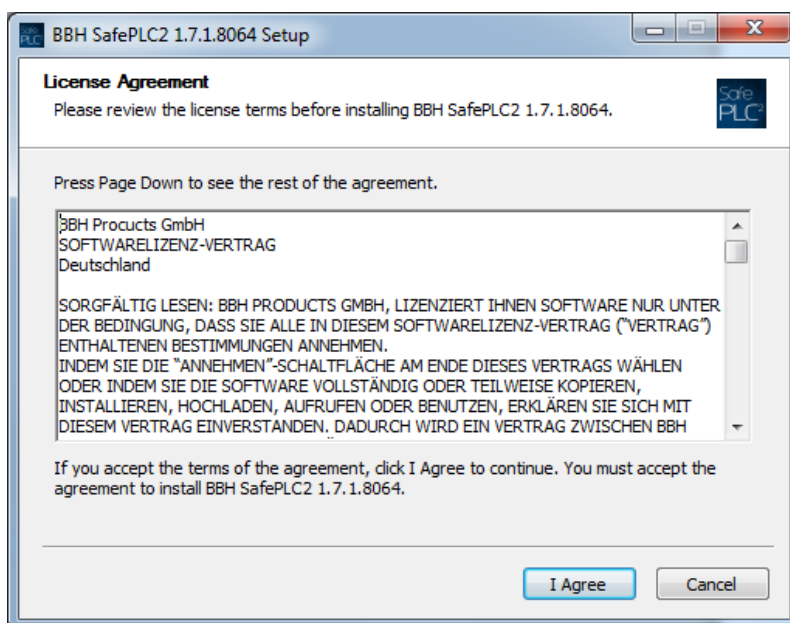 BBH SafePLC2 1.7.1.8064 Setup
License Agreement
Please review the license terms before installing BBH SafePLC2 1.7.1.8064.
Safe
PLC²
Press Page Down to see the rest of the agreement.
BBH Procucts GmbH
SOFTWARELIZENZ-VERTRAG
Deutschland
SORGFÄLTIG LESEN: BBH PRODUCTS GMBH, LIZENZIERT IHNEN SOFTWARE NUR UNTER
DER BEDINGUNG, DASS SIE ALLE IN DIESEM SOFTWARELIZENZ-VERTRAG ("VERTRAG")
ENTHALTENEN BESTIMMUNGEN ANNEHMEN.
INDEM SIE DIE "ANNEHMEN"-SCHALTFLÄCHE AM ENDE DIESES VERTRAGS WÄHLEN
ODER INDEM SIE DIE SOFTWARE VOLLSTÄNDIG ODER TEILWEISE KOPIEREN,
INSTALLIEREN, HOCHLADEN, AUFRUFEN ODER BENUTZEN, ERKLÄREN SIE SICH MIT
DIESEM VERTRAG EINVERSTANDEN. DADURCH WIRD EIN VERTRAG ZWISCHEN BBH
If you accept the terms of the agreement, click I Agree to continue. You must accept the
agreement to install BBH SafePLC2 1.7.1.8064.
I Agree
Cancel